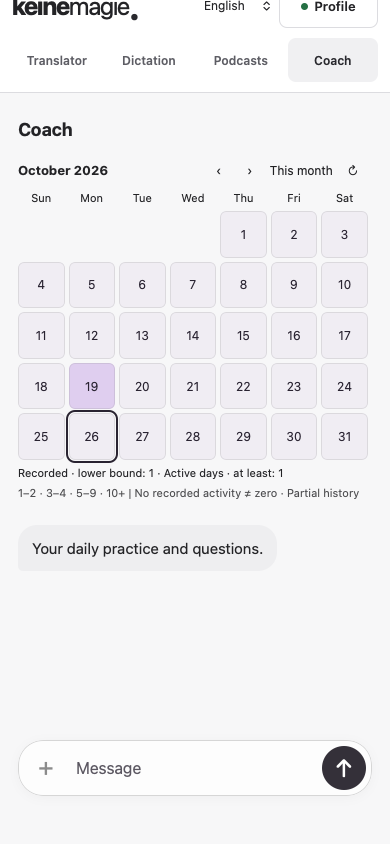 keinemagie.
English
Profile
Translator Dictation Podcasts Coach
Coach
October 2026 ‹ › This month ↻
Sun Mon Tue Wed Thu Fri Sat
1 2 3
4 5 6 7 8 9 10
11 12 13 14 15 16 17
18 19 20 21 22 23 24
25 26 27 28 29 30 31
Recorded · lower bound: 1 · Active days · at least: 1
1–2 · 3–4 · 5–9 · 10+ | No recorded activity ≠ zero · Partial history
Your daily practice and questions.
+ Message